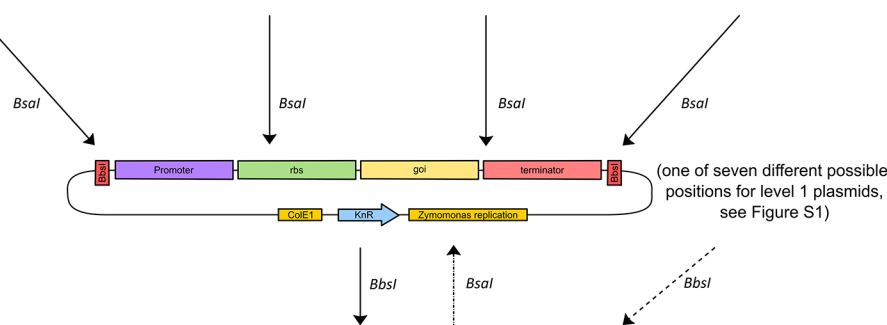 BsaI
BsaI
BsaI
BsaI
BbsI
Promoter
rbs
goi
terminator
BbsI
(one of seven different possible
positions for level 1 plasmids,
see Figure S1)
ColE1
KnR
Zymomonas replication
BbsI
BsaI
BbsI